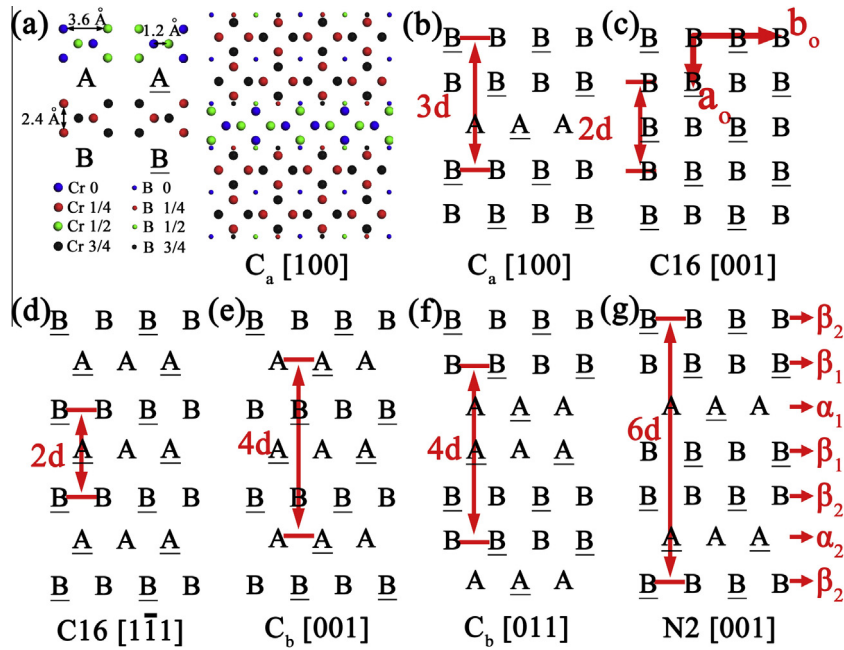 (a)
3.6 Å
1.2 Å
A
A
2.4 Å
B
B
Cr 0
B 0
Cr 1/4
B 1/4
Cr 1/2
B 1/2
Cr 3/4
B 3/4
Ca [100]
(b)
B B B B
B B B B
3d
A A A
B B B B
B B B B
Ca [100]
(c)
B B B B bo
B B B B
ao
2d
B B B B
B B B B
B B B B
C16 [001]
(d)
B B B B
A A A
B B B B
2d
A A A
B B B B
A A A
B B B B
C16 [11̄1]
(e)
B B B B
A A A
B B B B
4d
A A A
B B B B
A A A
B B B B
Cb [001]
(f)
B B B B
B B B B
A A A
4d
A A A
B B B B
B B B B
A A A
Cb [011]
(g)
B B B B β2
B B B B β1
A A A α1
6d
B B B B β1
B B B B β2
A A A α2
B B B B β2
N2 [001]